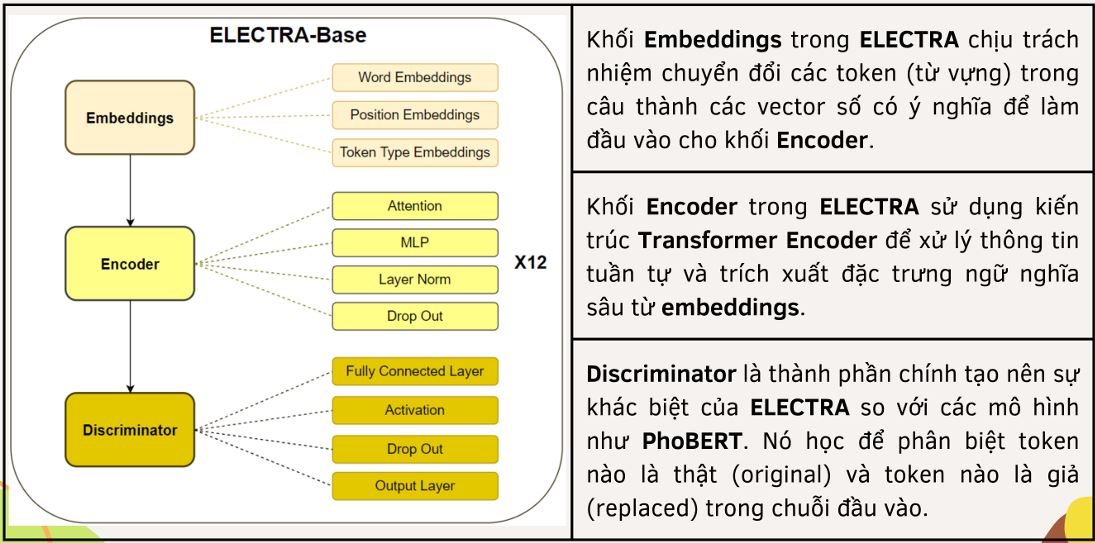 ELECTRA-Base
Embeddings
Word Embeddings
Position Embeddings
Token Type Embeddings
Encoder
Attention
MLP
Layer Norm
Drop Out
X12
Discriminator
Fully Connected Layer
Activation
Drop Out
Output Layer
Khối Embeddings trong ELECTRA chịu trách
nhiệm chuyển đổi các token (từ vựng) trong
câu thành các vector số có ý nghĩa để làm
đầu vào cho khối Encoder.
Khối Encoder trong ELECTRA sử dụng kiến
trúc Transformer Encoder để xử lý thông tin
tuần tự và trích xuất đặc trưng ngữ nghĩa
sâu từ embeddings.
Discriminator là thành phần chính tạo nên sự
khác biệt của ELECTRA so với các mô hình
như PhoBERT. Nó học để phân biệt token
nào là thật (original) và token nào là giả
(replaced) trong chuỗi đầu vào.